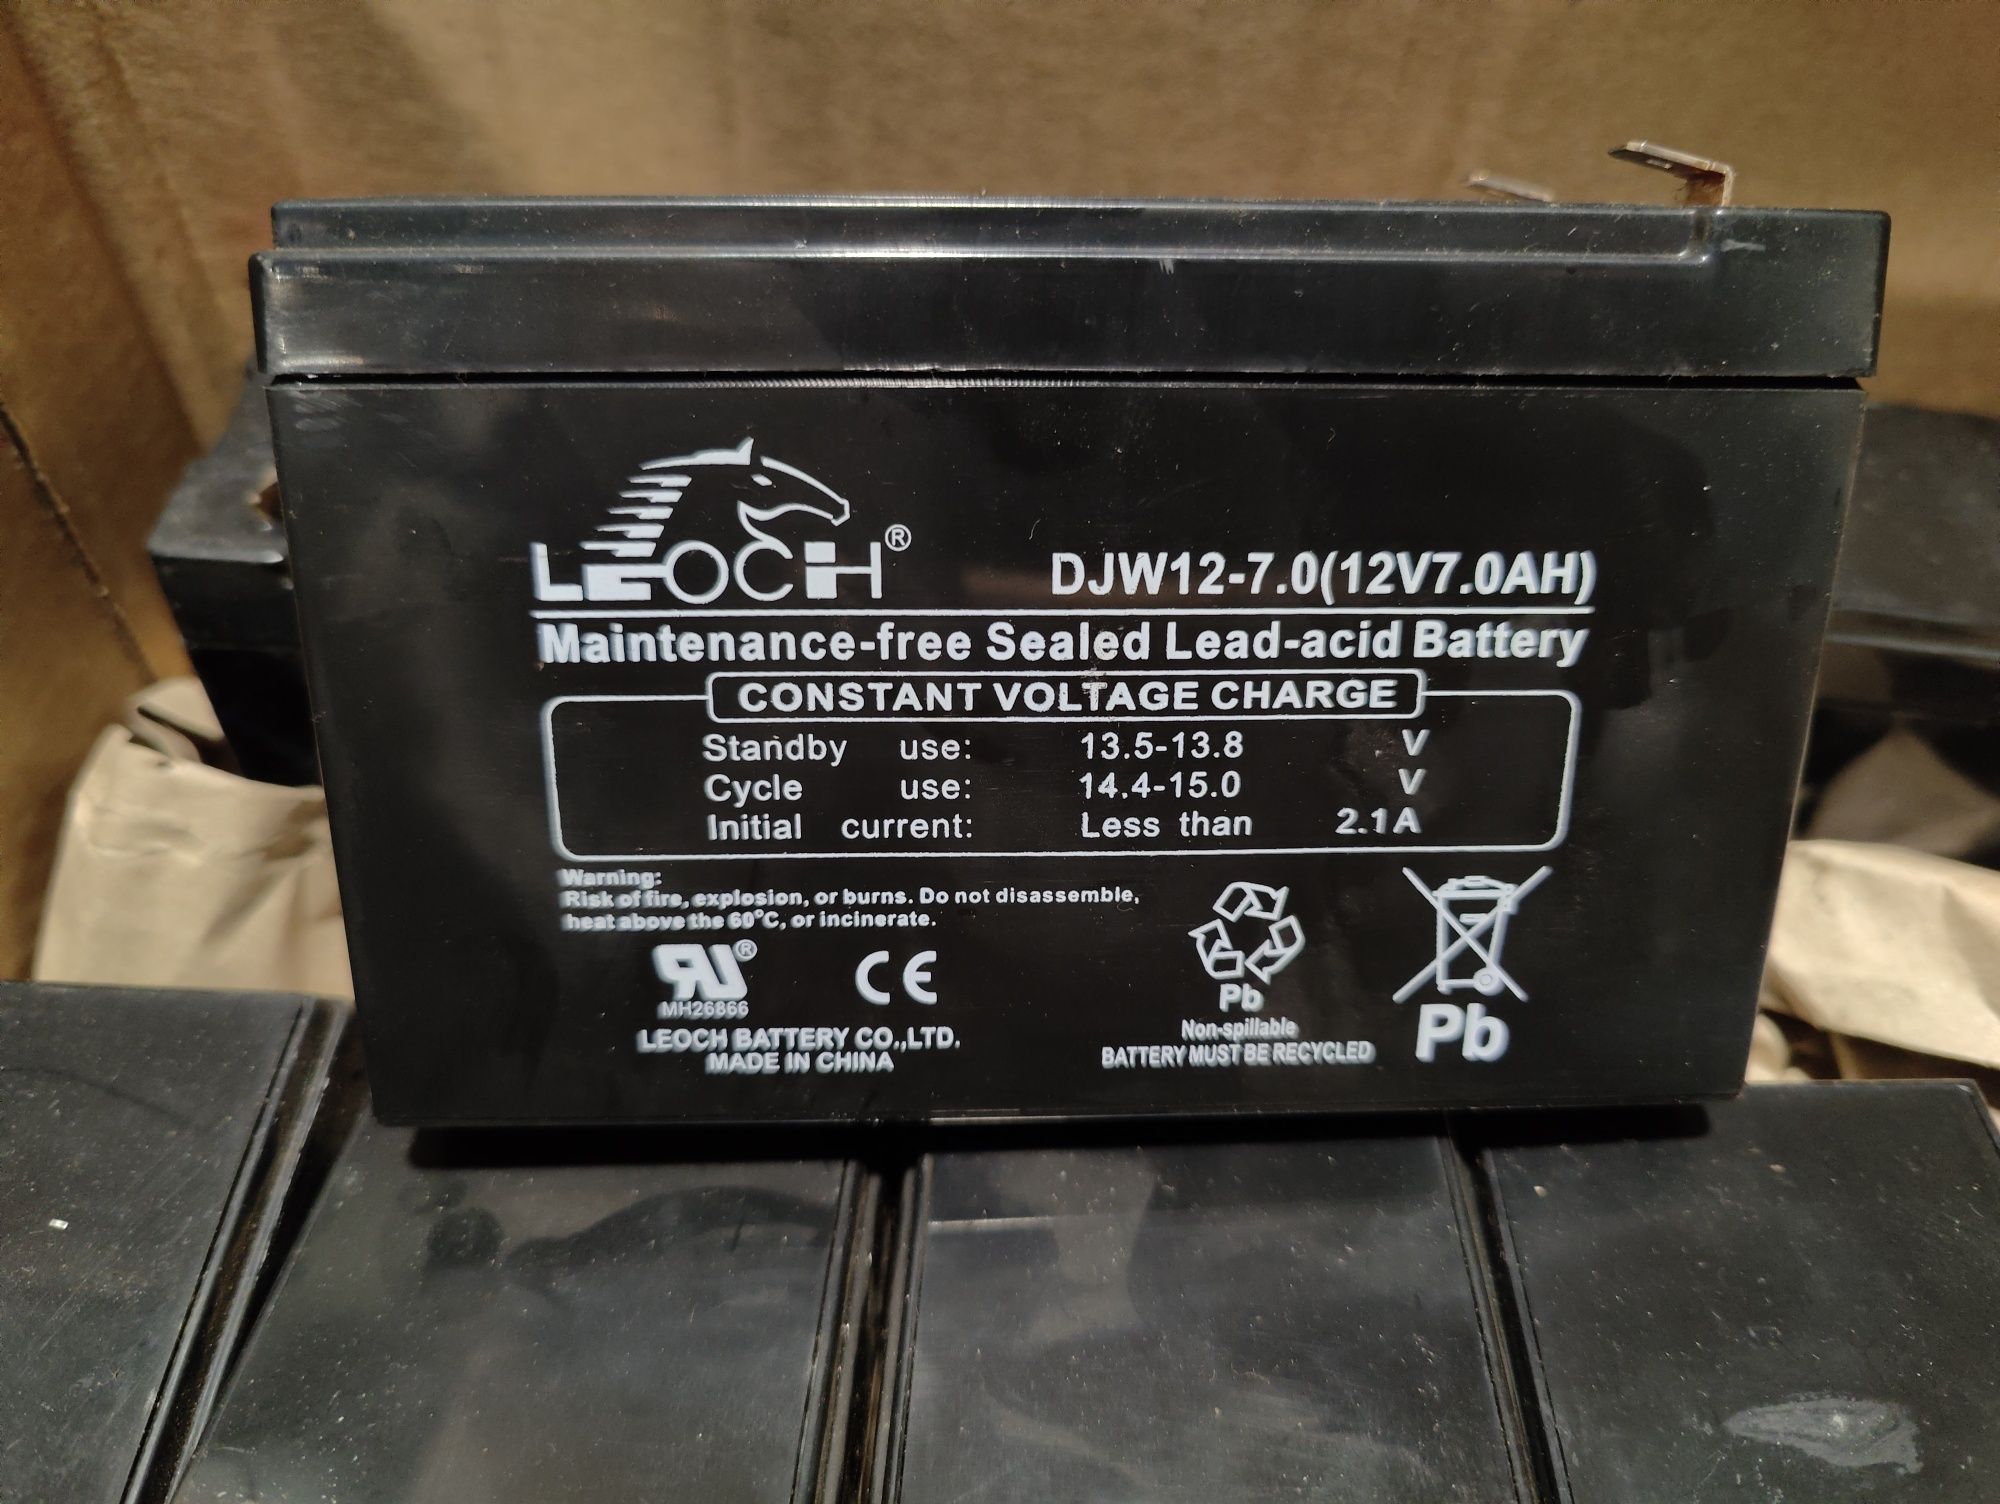 LEOCH®
DJW12-7.0(12V7.0AH)
Maintenance-free Sealed Lead-acid Battery
CONSTANT VOLTAGE CHARGE
Standby use: 13.5-13.8 V
Cycle use: 14.4-15.0 V
Initial current: Less than 2.1A
Warning:
Risk of fire, explosion, or burns. Do not disassemble,
heat above the 60°C, or incinerate.
RU®
MH26866
CE
LEOCH BATTERY CO.,LTD.
MADE IN CHINA
Pb
Non-spillable
BATTERY MUST BE RECYCLED
Pb